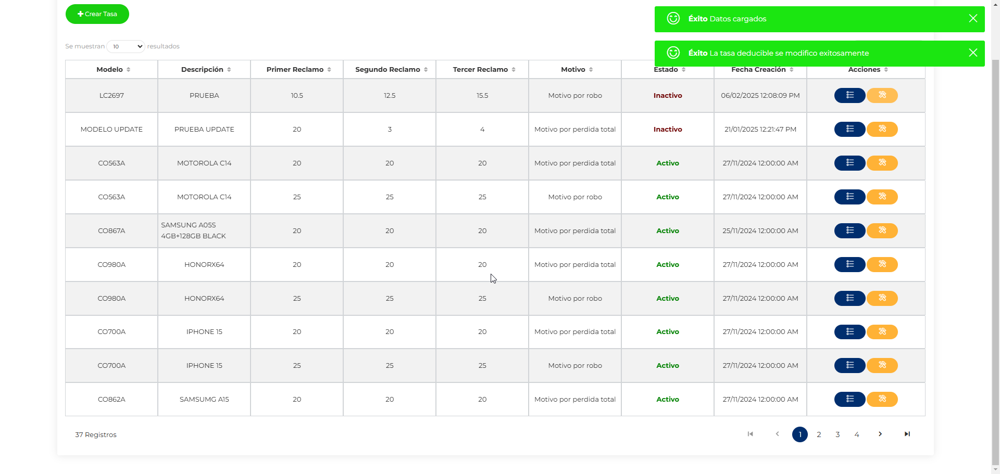 Crear Tasa
Éxito Datos cargados
Se muestran 10 resultados
Éxito La tasa deducible se modifico exitosamente
Modelo Descripción Primer Reclamo Segundo Reclamo Tercer Reclamo Motivo Estado Fecha Creación Acciones
LC2697 PRUEBA 10.5 12.5 15.5 Motivo por robo Inactivo 06/02/2025 12:08:09 PM
MODELO UPDATE PRUEBA UPDATE 20 3 4 Motivo por perdida total Inactivo 21/01/2025 12:21:47 PM
CO563A MOTOROLA C14 20 20 20 Motivo por perdida total Activo 27/11/2024 12:00:00 AM
CO563A MOTOROLA C14 25 25 25 Motivo por robo Activo 27/11/2024 12:00:00 AM
CO867A SAMSUNG A05S 4GB+128GB BLACK 20 20 20 Motivo por perdida total Activo 25/11/2024 12:00:00 AM
CO980A HONORX64 20 20 20 Motivo por perdida total Activo 27/11/2024 12:00:00 AM
CO980A HONORX64 25 25 25 Motivo por robo Activo 27/11/2024 12:00:00 AM
CO700A IPHONE 15 20 20 20 Motivo por perdida total Activo 27/11/2024 12:00:00 AM
CO700A IPHONE 15 25 25 25 Motivo por robo Activo 27/11/2024 12:00:00 AM
CO862A SAMSUMG A15 20 20 20 Motivo por perdida total Activo 27/11/2024 12:00:00 AM
37 Registros 1 2 3 4